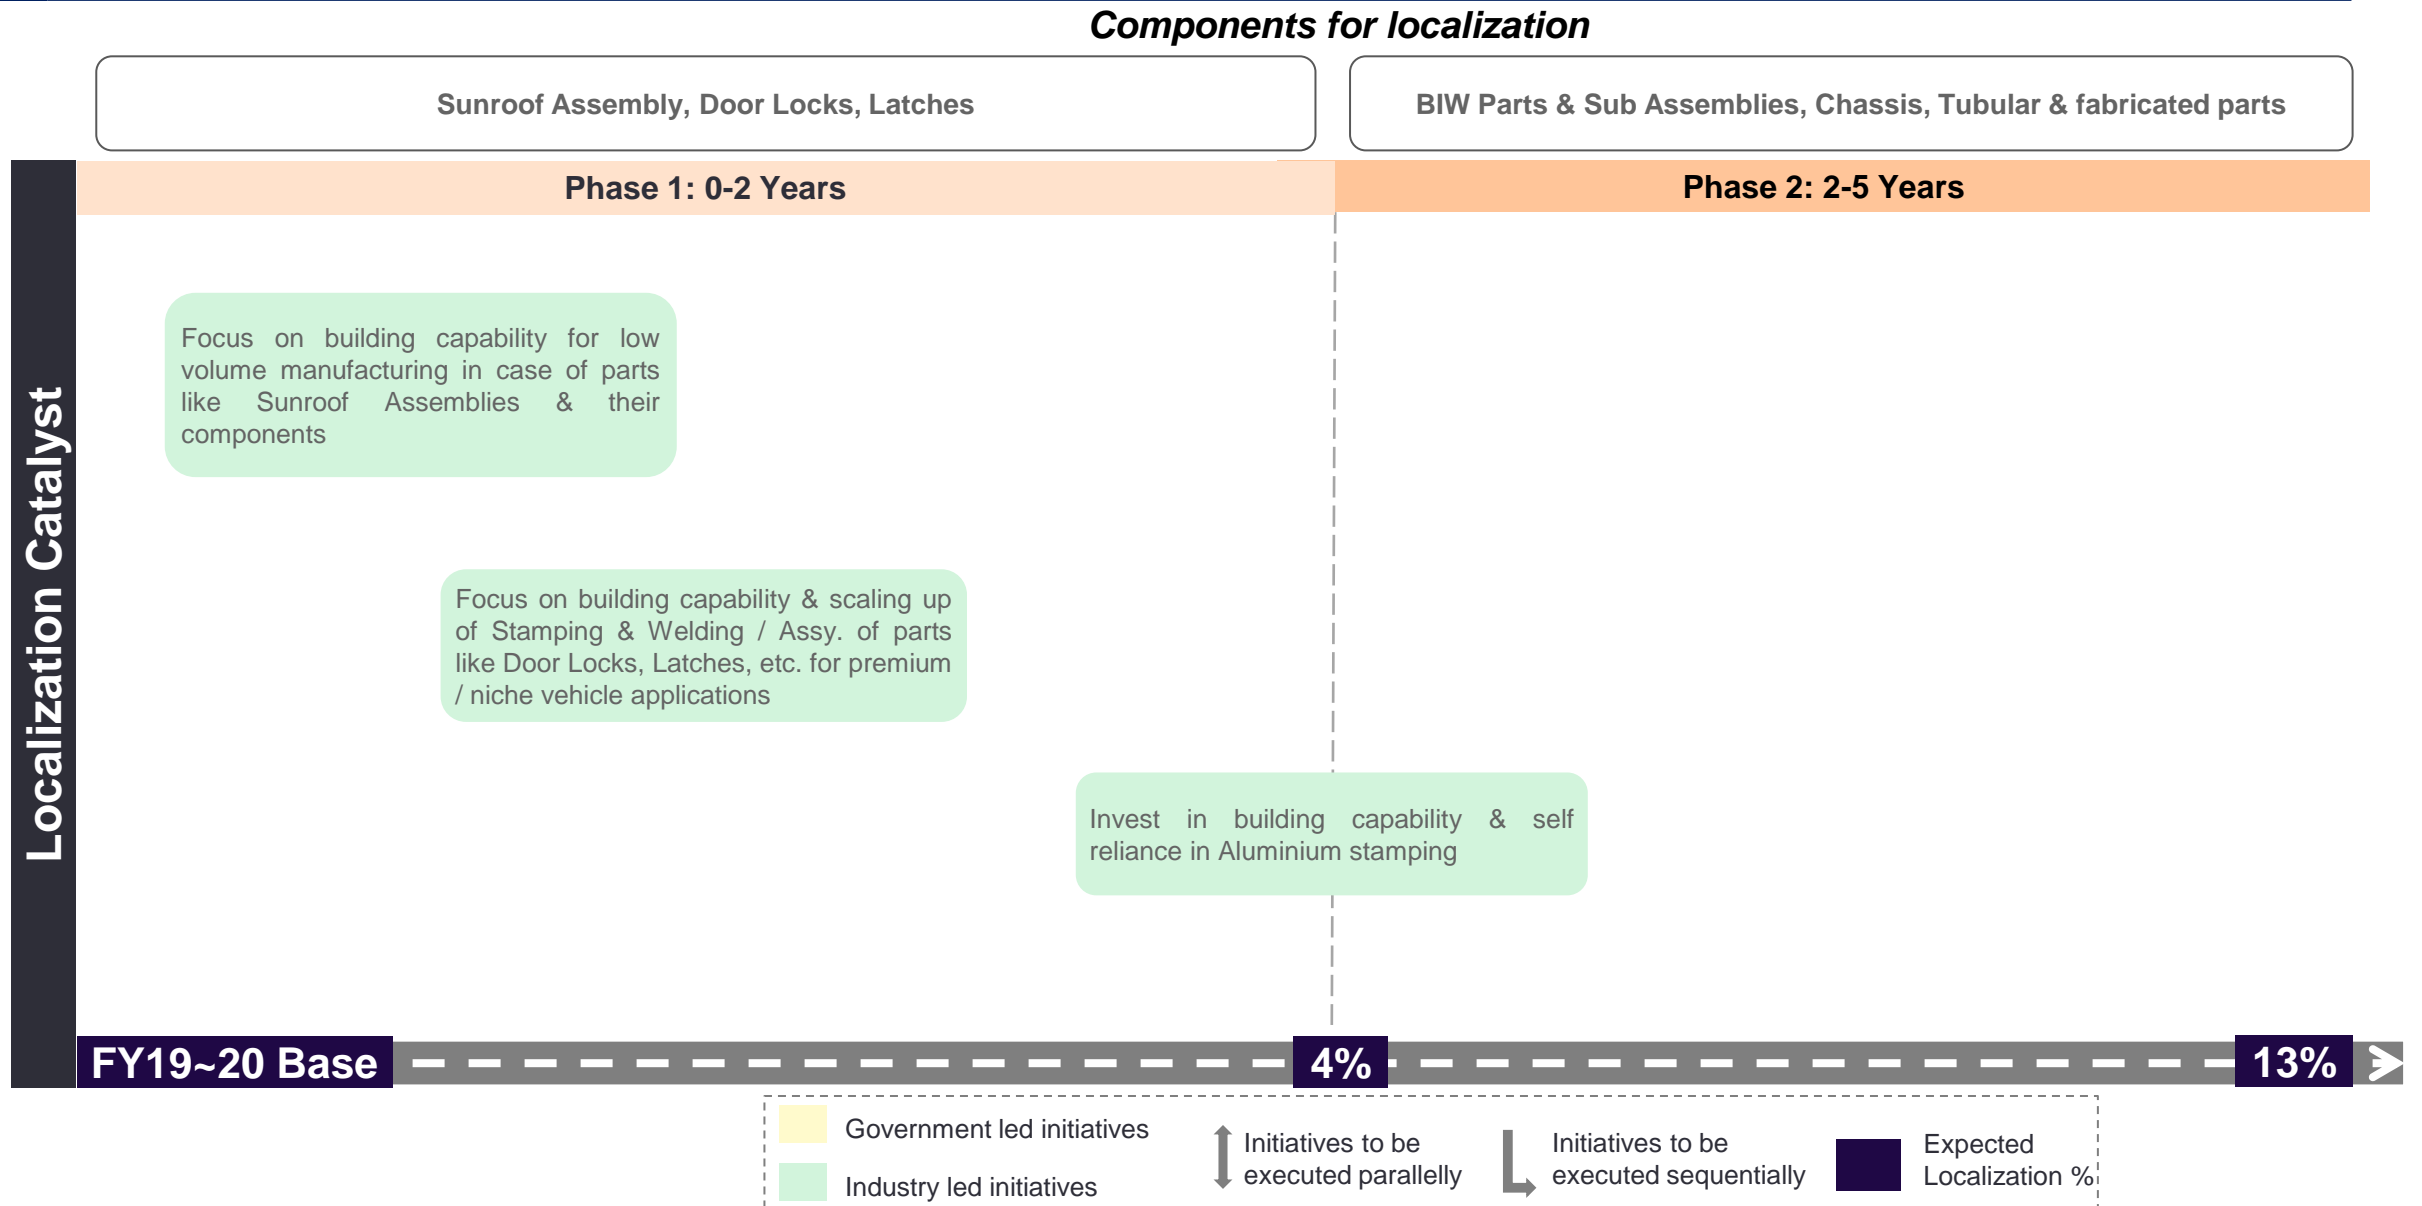 Components for localization
Sunroof Assembly, Door Locks, Latches
BIW Parts & Sub Assemblies, Chassis, Tubular & fabricated parts
Phase 1: 0-2 Years
Phase 2: 2-5 Years
Localization Catalyst
Focus on building capability for low
volume manufacturing in case of parts
like Sunroof Assemblies & their
components
Focus on building capability & scaling up
of Stamping & Welding / Assy. of parts
like Door Locks, Latches, etc. for premium
/ niche vehicle applications
Invest in building capability & self
reliance in Aluminium stamping
FY19~20 Base
4%
13%
Government led initiatives
Industry led initiatives
Initiatives to be
executed parallelly
Initiatives to be
executed sequentially
Expected
Localization %